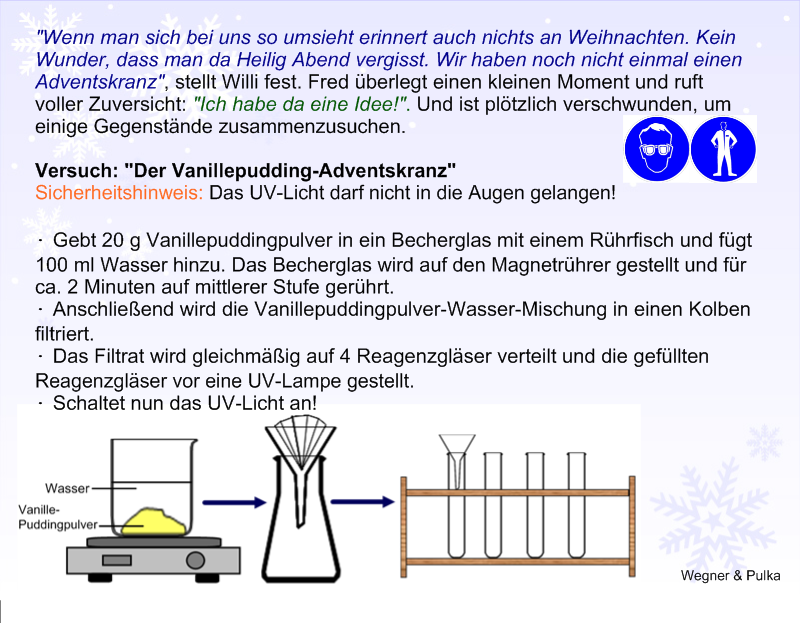 "Wenn man sich bei uns so umsieht erinnert auch nichts an Weihnachten. Kein
Wunder, dass man da Heilig Abend vergisst. Wir haben noch nicht einmal einen
Adventskranz", stellt Willi fest. Fred überlegt einen kleinen Moment und ruft
voller Zuversicht: "Ich habe da eine Idee!". Und ist plötzlich verschwunden, um
einige Gegenstände zusammenzusuchen.
Versuch: "Der Vanillepudding-Adventskranz"
Sicherheitshinweis: Das UV-Licht darf nicht in die Augen gelangen!
· Gebt 20 g Vanillepuddingpulver in ein Becherglas mit einem Rührfisch und fügt
100 ml Wasser hinzu. Das Becherglas wird auf den Magnetrührer gestellt und für
ca. 2 Minuten auf mittlerer Stufe gerührt.
· Anschließend wird die Vanillepuddingpulver-Wasser-Mischung in einen Kolben
filtriert.
· Das Filtrat wird gleichmäßig auf 4 Reagenzgläser verteilt und die gefüllten
Reagenzgläser vor eine UV-Lampe gestellt.
· Schaltet nun das UV-Licht an!
Wasser
Vanille-
Puddingpulver
Wegner & Pulka